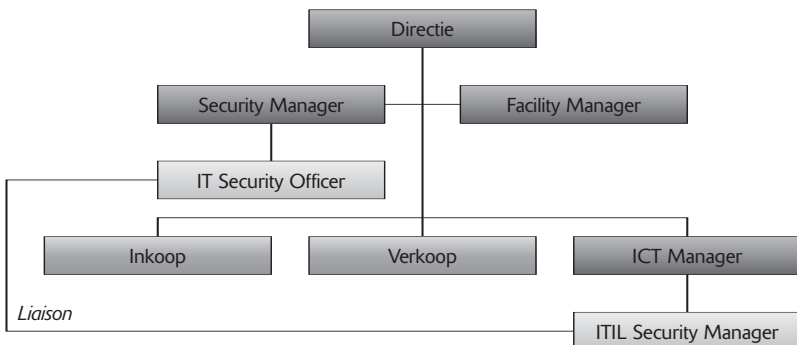 Directie
Security Manager
Facility Manager
IT Security Officer
Inkoop
Verkoop
ICT Manager
Liaison
ITIL Security Manager